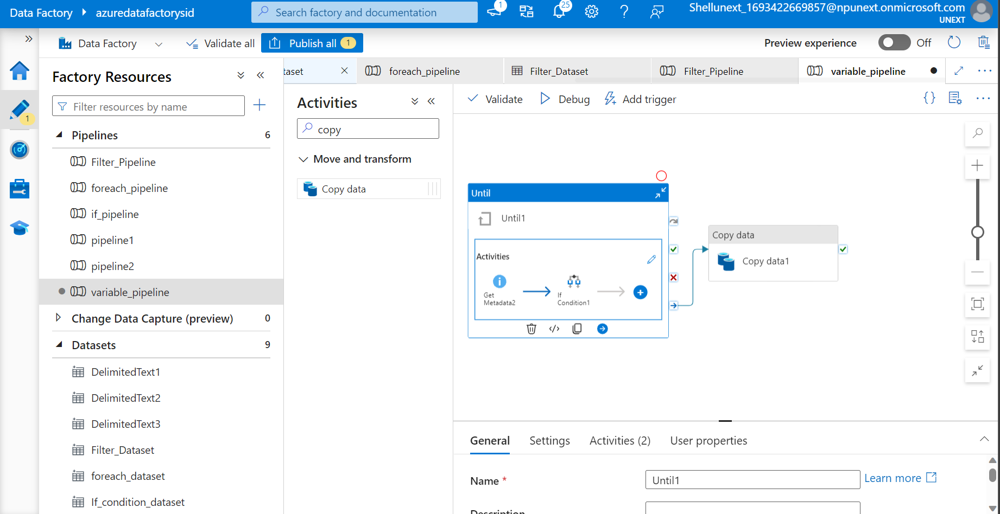 Data Factory
azuredatafactorysid
Search factory and documentation
1
25
Shellunext_1693422669857@npunext.onmicrosoft.com
UNEXT
Data Factory
Validate all
Publish all 1
Preview experience
Off
1
Factory Resources
Filter resources by name
Pipelines 6
Filter_Pipeline
foreach_pipeline
if_pipeline
pipeline1
pipeline2
variable_pipeline
Change Data Capture (preview) 0
Datasets 9
DelimitedText1
DelimitedText2
DelimitedText3
Filter_Dataset
foreach_dataset
If_condition_dataset
taset
foreach_pipeline
Filter_Dataset
Filter_Pipeline
variable_pipeline
Activities
copy
Move and transform
Copy data
Validate
Debug
Add trigger
Until
Until1
Activities
Get
Metadata2
If
Condition1
Copy data
Copy data1
General
Settings
Activities (2)
User properties
Name *
Until1
Learn more
Description